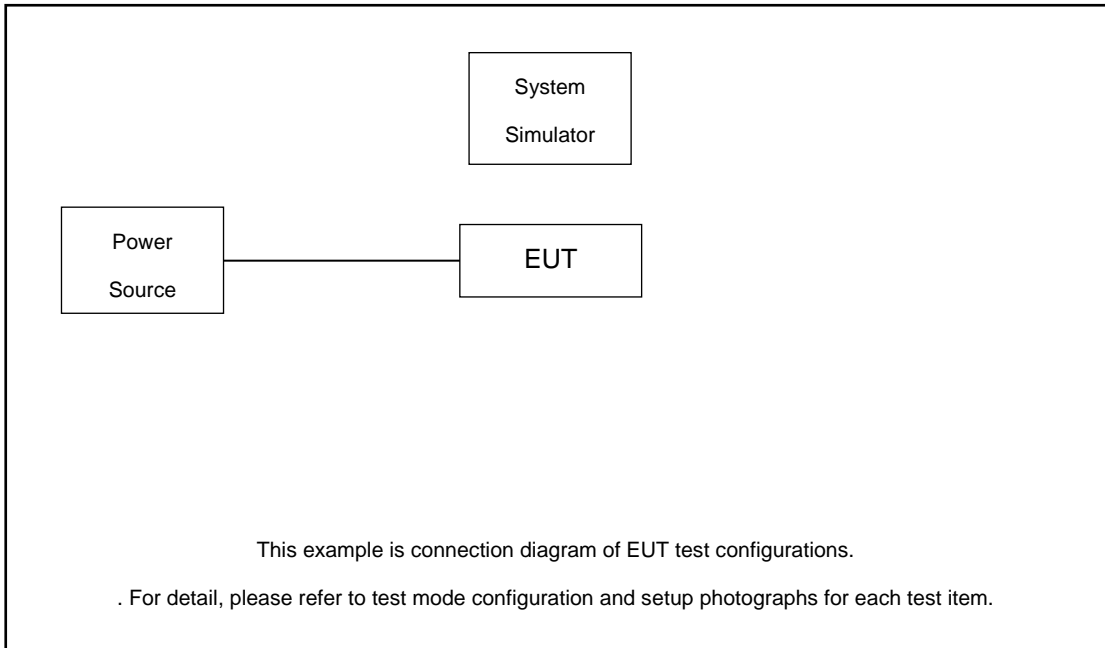 System
Simulator
Power
Source
EUT
This example is connection diagram of EUT test configurations.
. For detail, please refer to test mode configuration and setup photographs for each test item.